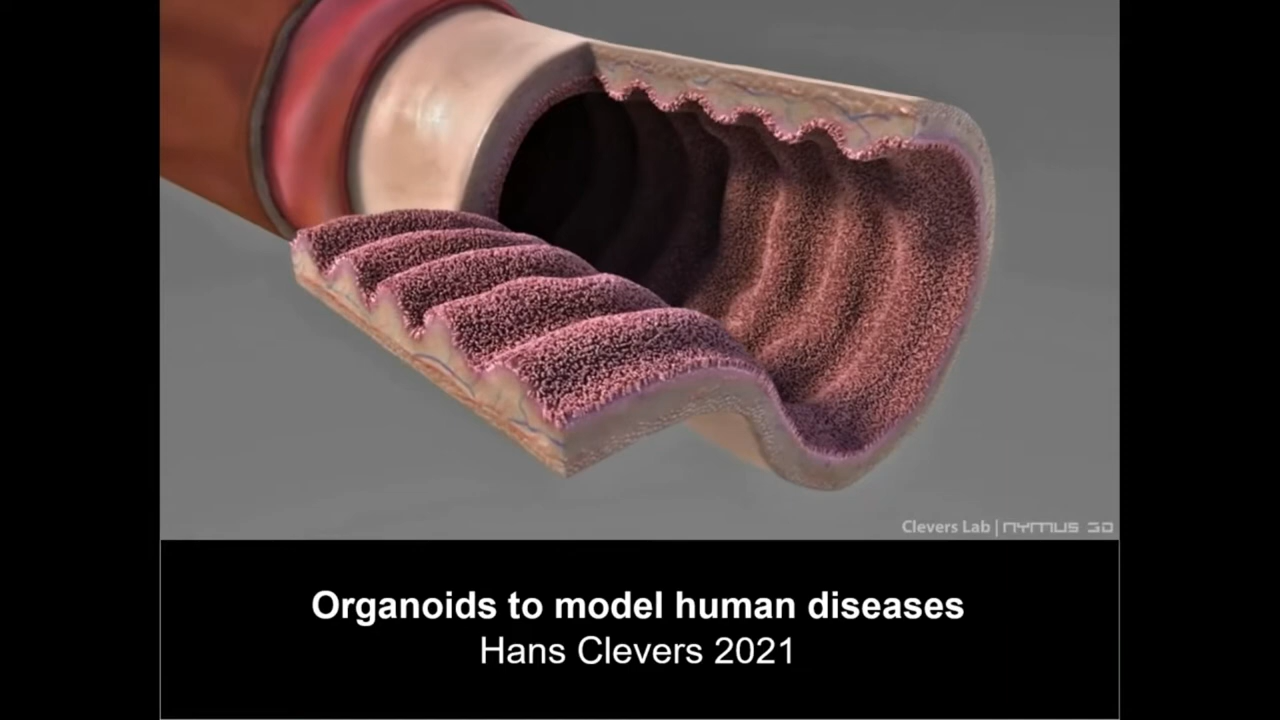 Clevers Lab | NYMUS 3D
Organoids to model human diseases
Hans Clevers 2021